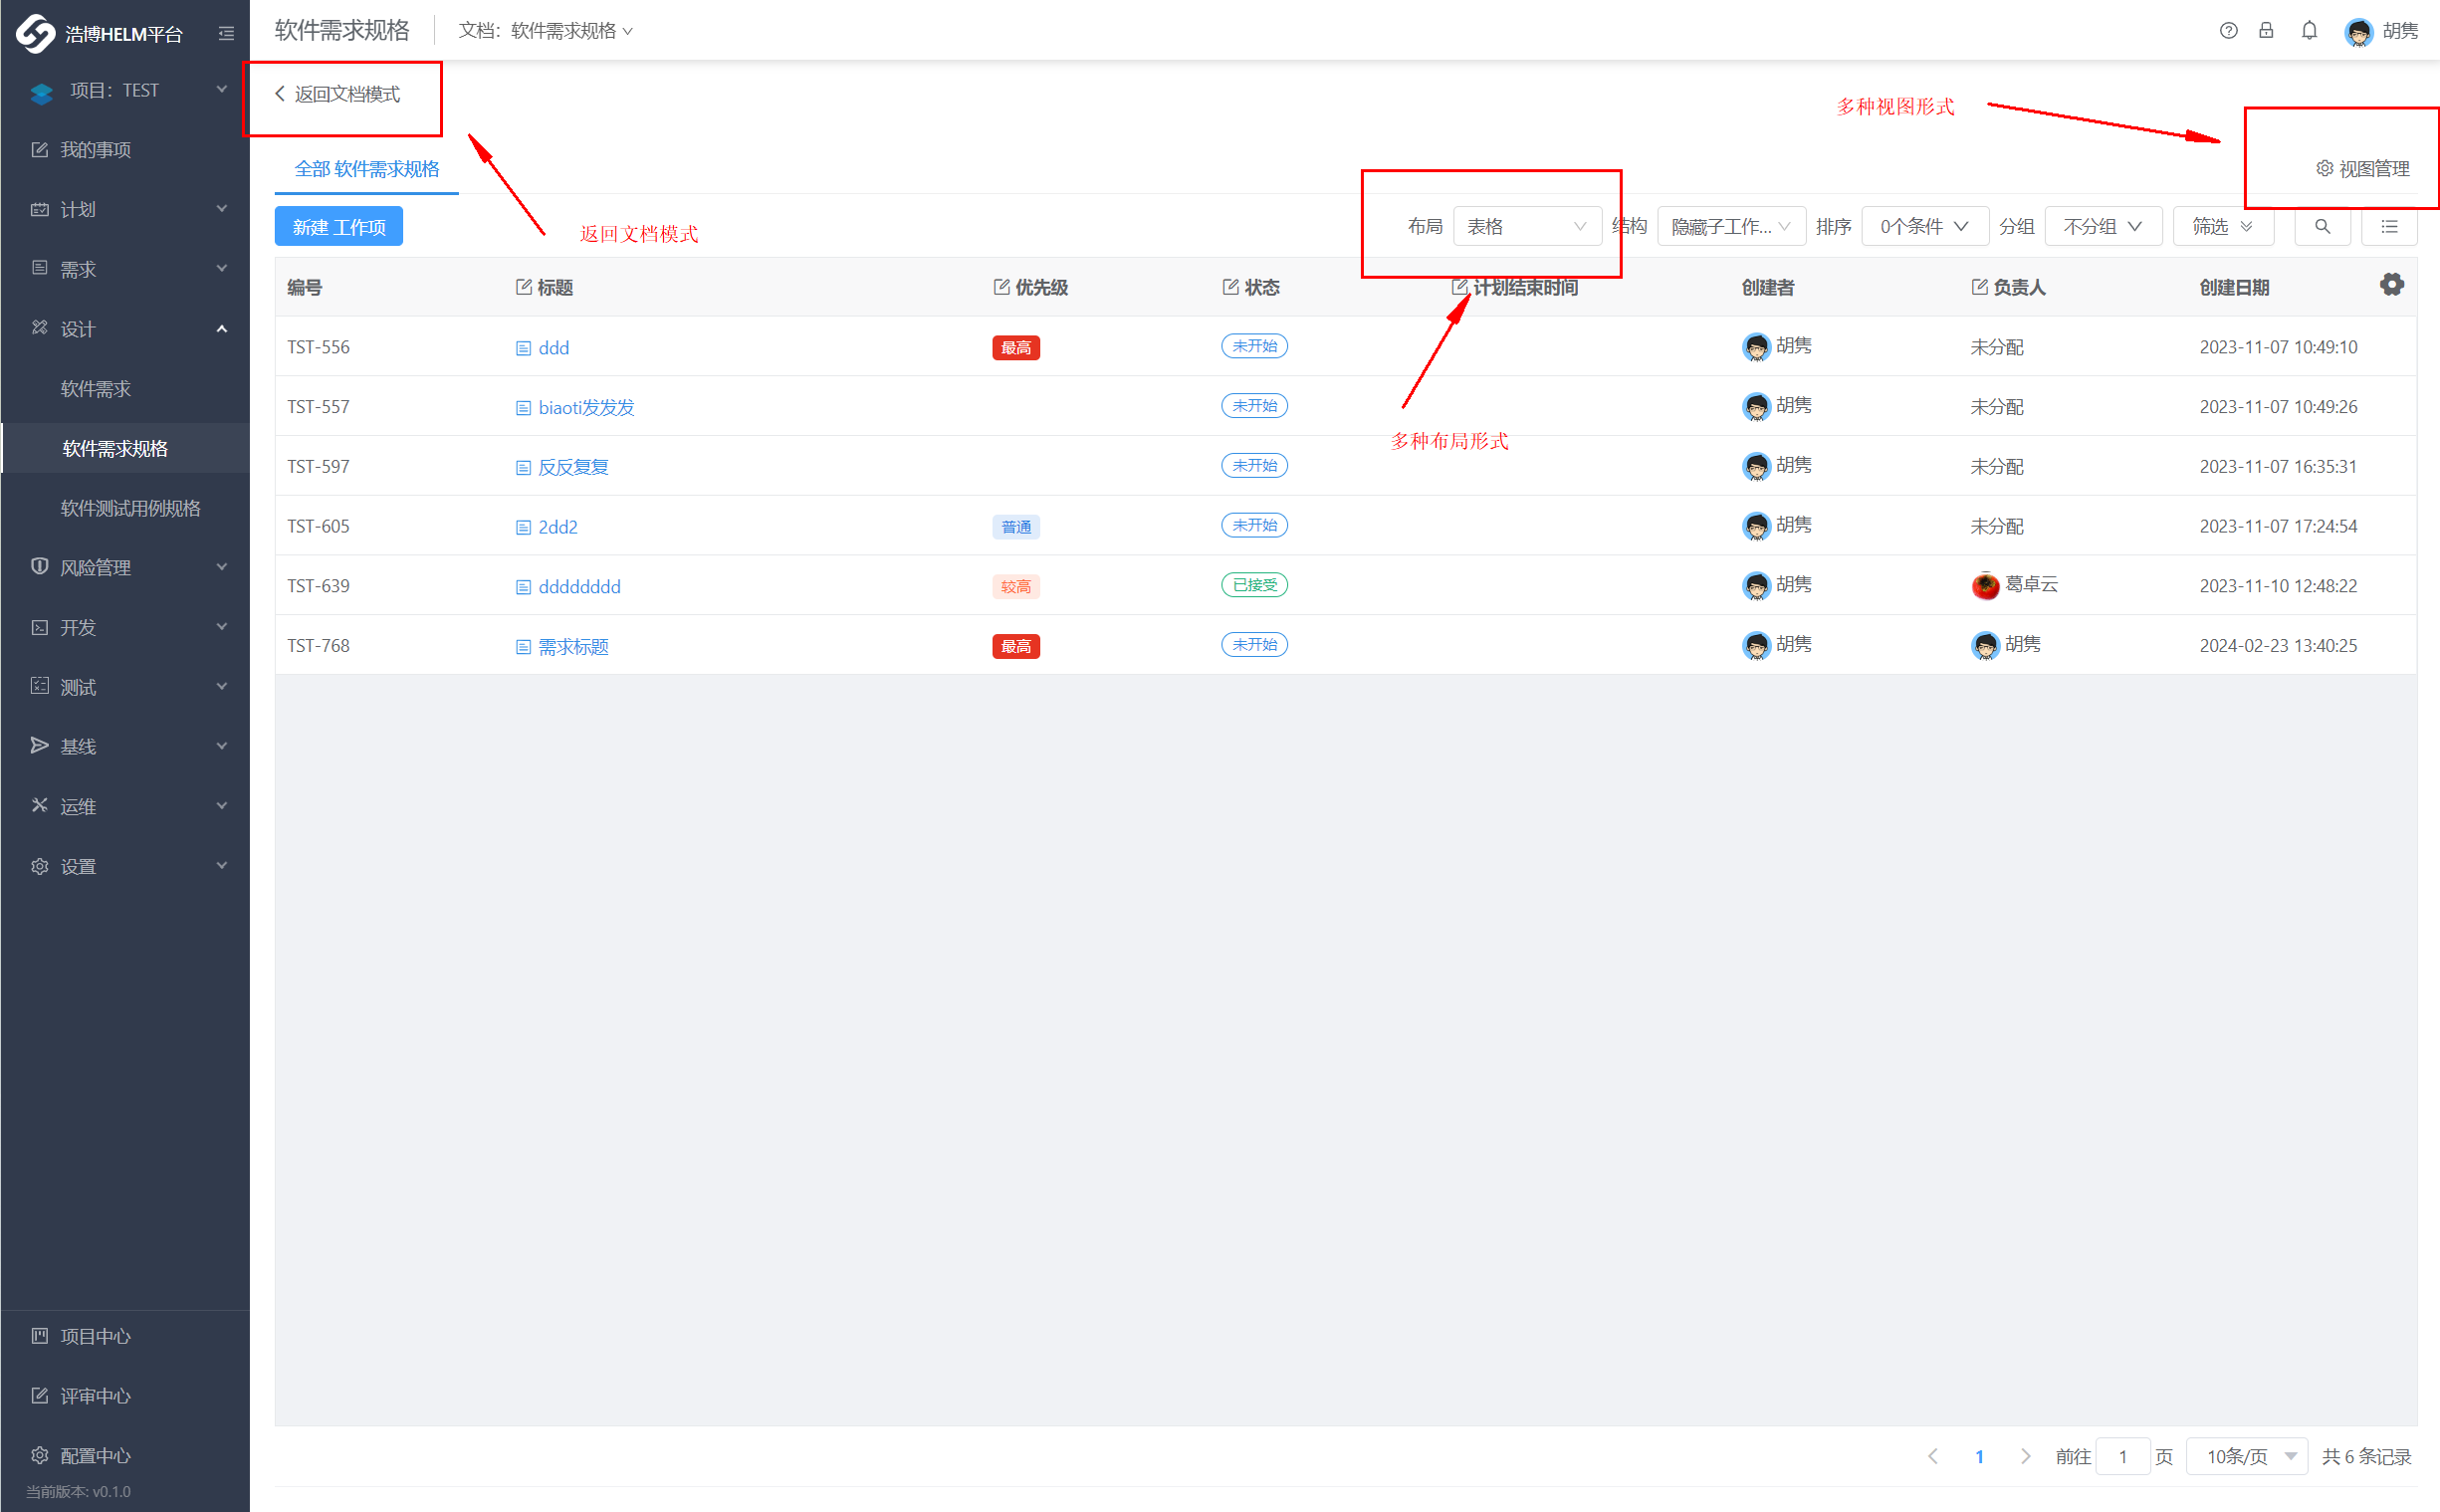 浩博HELM平台
软件需求规格
文档：软件需求规格
胡隽
项目：TEST
返回文档模式
多种视图形式
我的事项
全部 软件需求规格
视图管理
计划
新建 工作项
返回文档模式
布局
表格
结构
隐藏子工作...
排序
0个条件
分组
不分组
筛选
需求
编号 标题 优先级 状态 计划结束时间 创建者 负责人 创建日期
设计
TST-556 ddd 最高 未开始 胡隽 未分配 2023-11-07 10:49:10
软件需求
TST-557 biaoti发发发 未开始 胡隽 未分配 2023-11-07 10:49:26
多种布局形式
软件需求规格
TST-597 反反复复 未开始 胡隽 未分配 2023-11-07 16:35:31
软件测试用例规格
TST-605 2dd2 普通 未开始 胡隽 未分配 2023-11-07 17:24:54
风险管理
TST-639 dddddddd 较高 已接受 胡隽 葛卓云 2023-11-10 12:48:22
开发
TST-768 需求标题 最高 未开始 胡隽 胡隽 2024-02-23 13:40:25
测试
基线
运维
设置
项目中心
评审中心
配置中心
当前版本: v0.1.0
1
前往 1 页
10条/页
共 6 条记录